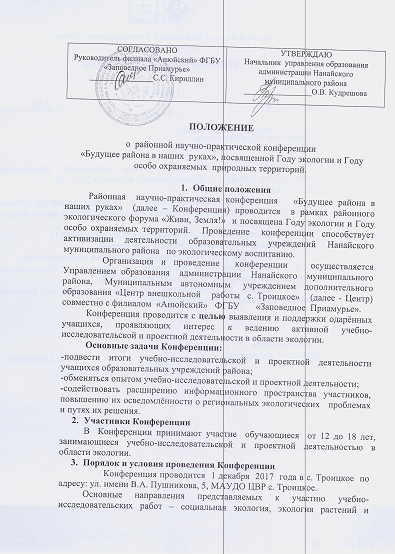 СОГЛАСОВАНО
Руководитель филиала «Анюйский» ФГБУ
«Заповедное Приамурье»
С.С. Кириллин
УТВЕРЖДАЮ
Начальник управления образования
администрации Нанайского
муниципального района
О.В. Кудрешова
ПОЛОЖЕНИЕ
о районной научно-практической конференции
«Будущее района в наших руках», посвященной Году экологии и Году
особо охраняемых природных территорий.
1. Общие положения
Районная научно-практическая конференция «Будущее района в
наших руках» (далее – Конференция) проводится в рамках районного
экологического форума «Живи, Земля!» и посвящена Году экологии и Году
особо охраняемых территорий. Проведение конференции способствует
активизации деятельности образовательных учреждений Нанайского
муниципального района по экологическому воспитанию.
Организация и проведение конференции осуществляется
Управлением образования администрации Нанайского муниципального
района, Муниципальным автономным учреждением дополнительного
образования «Центр внешкольной работы с. Троицкое» (далее - Центр)
совместно с филиалом «Анюйский» ФГБУ «Заповедное Приамурье».
Конференция проводится с целью выявления и поддержки одарённых
учащихся, проявляющих интерес к ведению активной учебно-
исследовательской и проектной деятельности в области экологии.
Основные задачи Конференции:
-подвести итоги учебно-исследовательской и проектной деятельности
учащихся образовательных учреждений района;
-обменяться опытом учебно-исследовательской и проектной деятельности;
-содействовать расширению информационного пространства участников,
повышению их осведомлённости о региональных экологических проблемах
и путях их решения.
2. Участники Конференции
В Конференции принимают участие обучающиеся от 12 до 18 лет,
занимающиеся учебно-исследовательской и проектной деятельностью в
области экологии.
3. Порядок и условия проведения Конференции
Конференция проводится 1 декабря 2017 года в с. Троицкое по
адресу: ул. имени В.А. Пушникова, 5, МАУДО ЦВР с. Троицкое.
Основные направления представляемых к участию учебно-
исследовательских работ – социальная экология, экология растений и